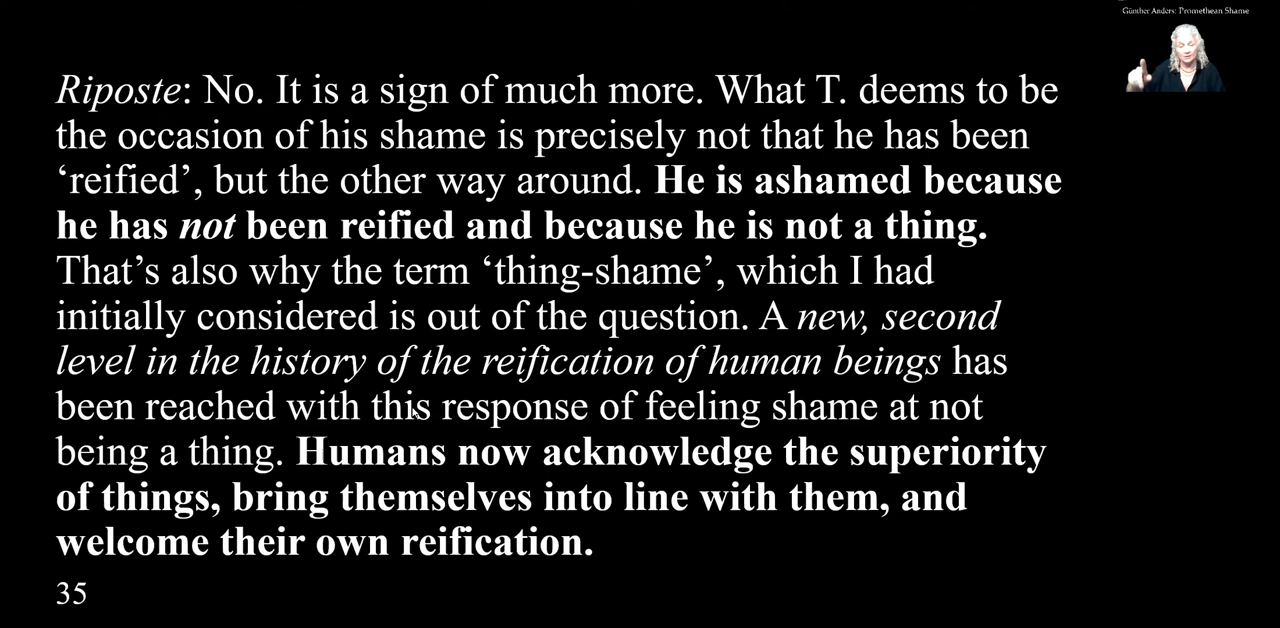 Günther Anders: Promethean Shame
Riposte: No. It is a sign of much more. What T. deems to be
the occasion of his shame is precisely not that he has been
‘reified’, but the other way around. He is ashamed because
he has not been reified and because he is not a thing.
That’s also why the term ‘thing-shame’, which I had
initially considered is out of the question. A new, second
level in the history of the reification of human beings has
been reached with this response of feeling shame at not
being a thing. Humans now acknowledge the superiority
of things, bring themselves into line with them, and
welcome their own reification.
35